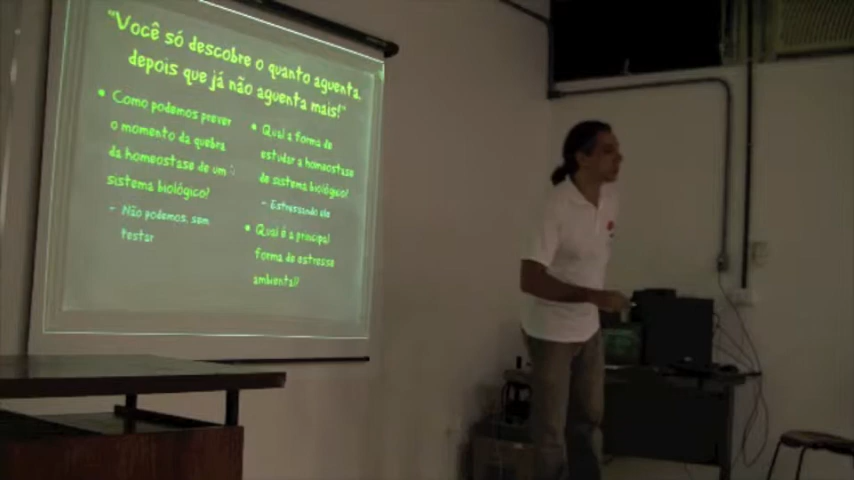 "Você só descobre o quanto aguenta,
depois que já não aguenta mais!"
• Como podemos prever
o momento da quebra
da homeostase de um
sistema biológico?
- Não podemos, sem
testar
• Qual a forma de
estudar a homeostase
de sistema biológico?
- Estressando ele
• Qual é a principal
forma de estresse
ambiental?